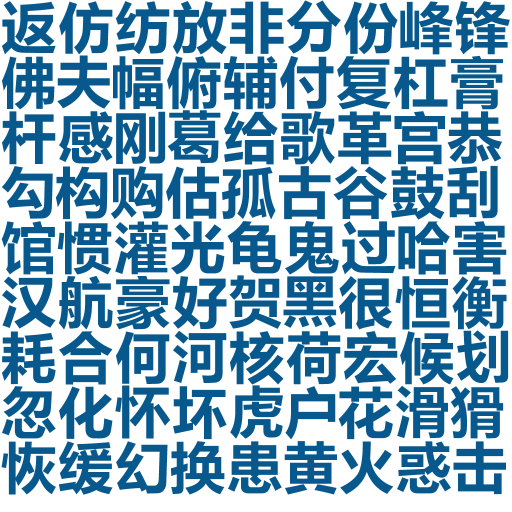 返仿纺放非分份峰锋
佛夫幅俯辅付复杠膏
杆感刚葛给歌革宫恭
勾构购估孤古谷鼓刮
馆惯灌光龟鬼过哈害
汉航豪好贺黑很恒衡
耗合何河核荷宏候划
忽化怀坏虎户花滑猾
恢缓幻换患黄火惑击